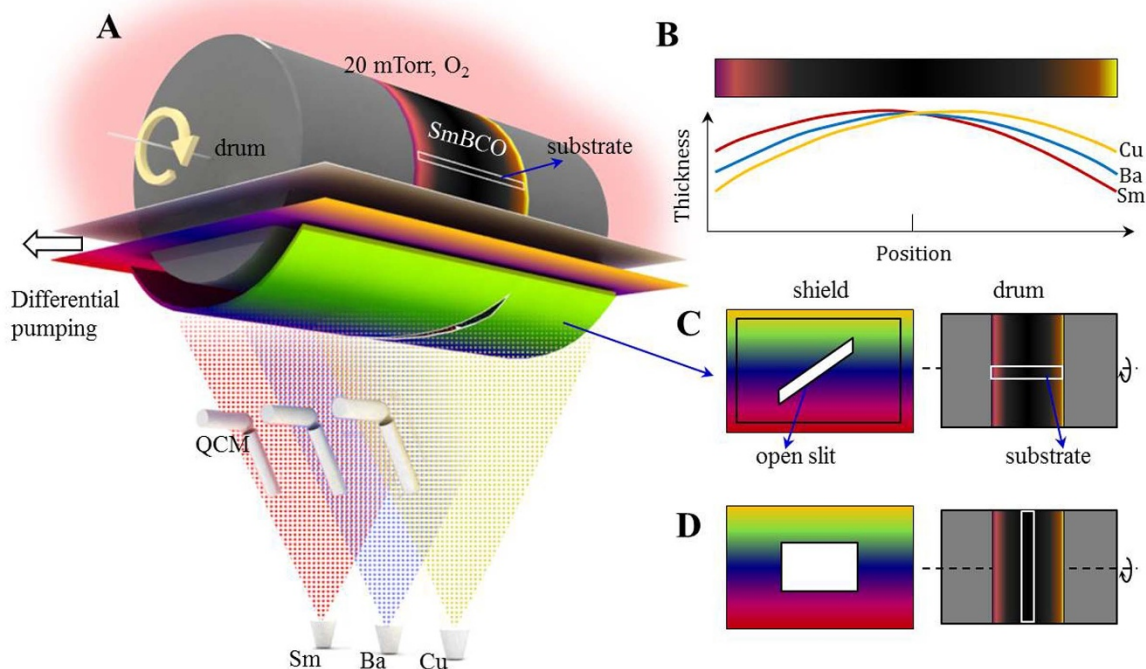 A
20 mTorr, O₂
SmBCO
substrate
drum
Differential
pumping
QCM
Sm
Ba
Cu
B
Thickness
Cu
Ba
Sm
Position
shield
drum
C
open slit
substrate
D